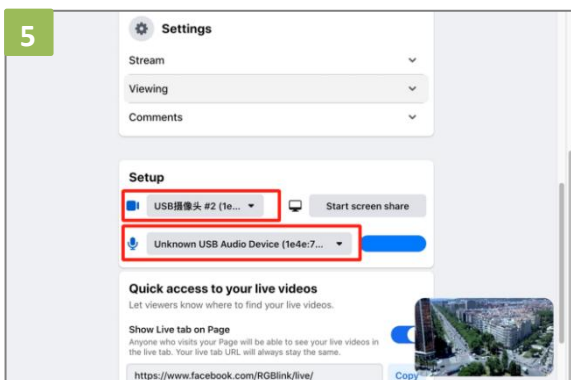 5
Settings
Stream
Viewing
Comments
Setup
USB摄像头 #2 (1e...
Start screen share
Unknown USB Audio Device (1e4e:7...
Quick access to your live videos
Let viewers know where to find your live videos.
Show Live tab on Page
Anyone who visits your Page will be able to see your live videos in
the live tab. Your live tab URL will always stay the same.
https://www.facebook.com/RGBlink/live/
Copy